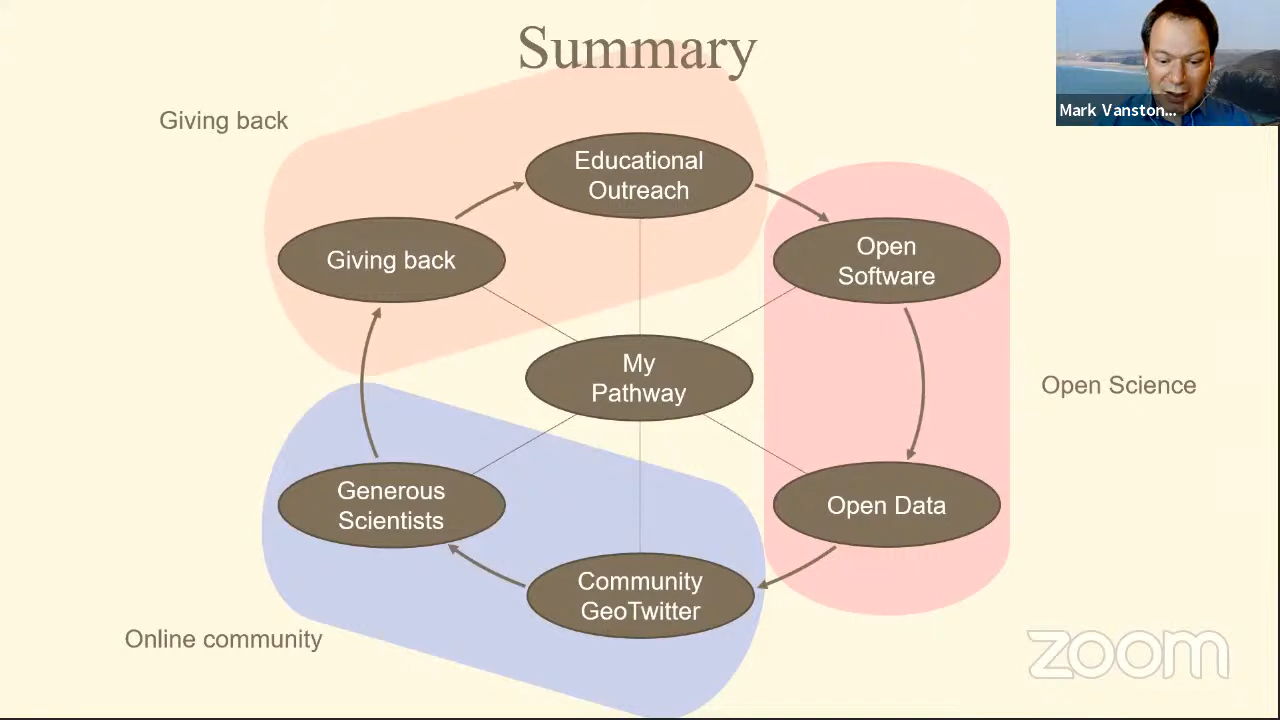 Summary
Mark Vanston...
Giving back
Educational
Outreach
Giving back
Open
Software
My
Pathway
Open Science
Generous
Scientists
Open Data
Community
GeoTwitter
Online community
zoom